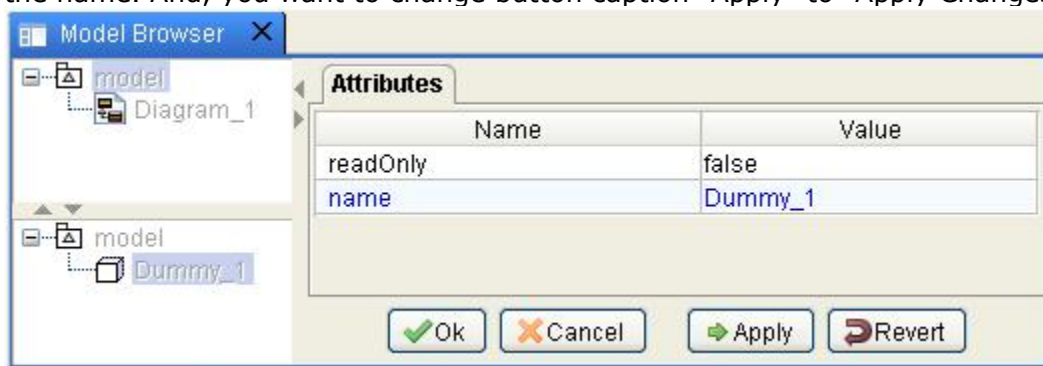 the name. And, you want to change button caption "Apply" to "Apply Change
Model Browser
model
Diagram_1
model
Dummy_1
Attributes
Name Value
readOnly false
name Dummy_1
Ok Cancel Apply Revert